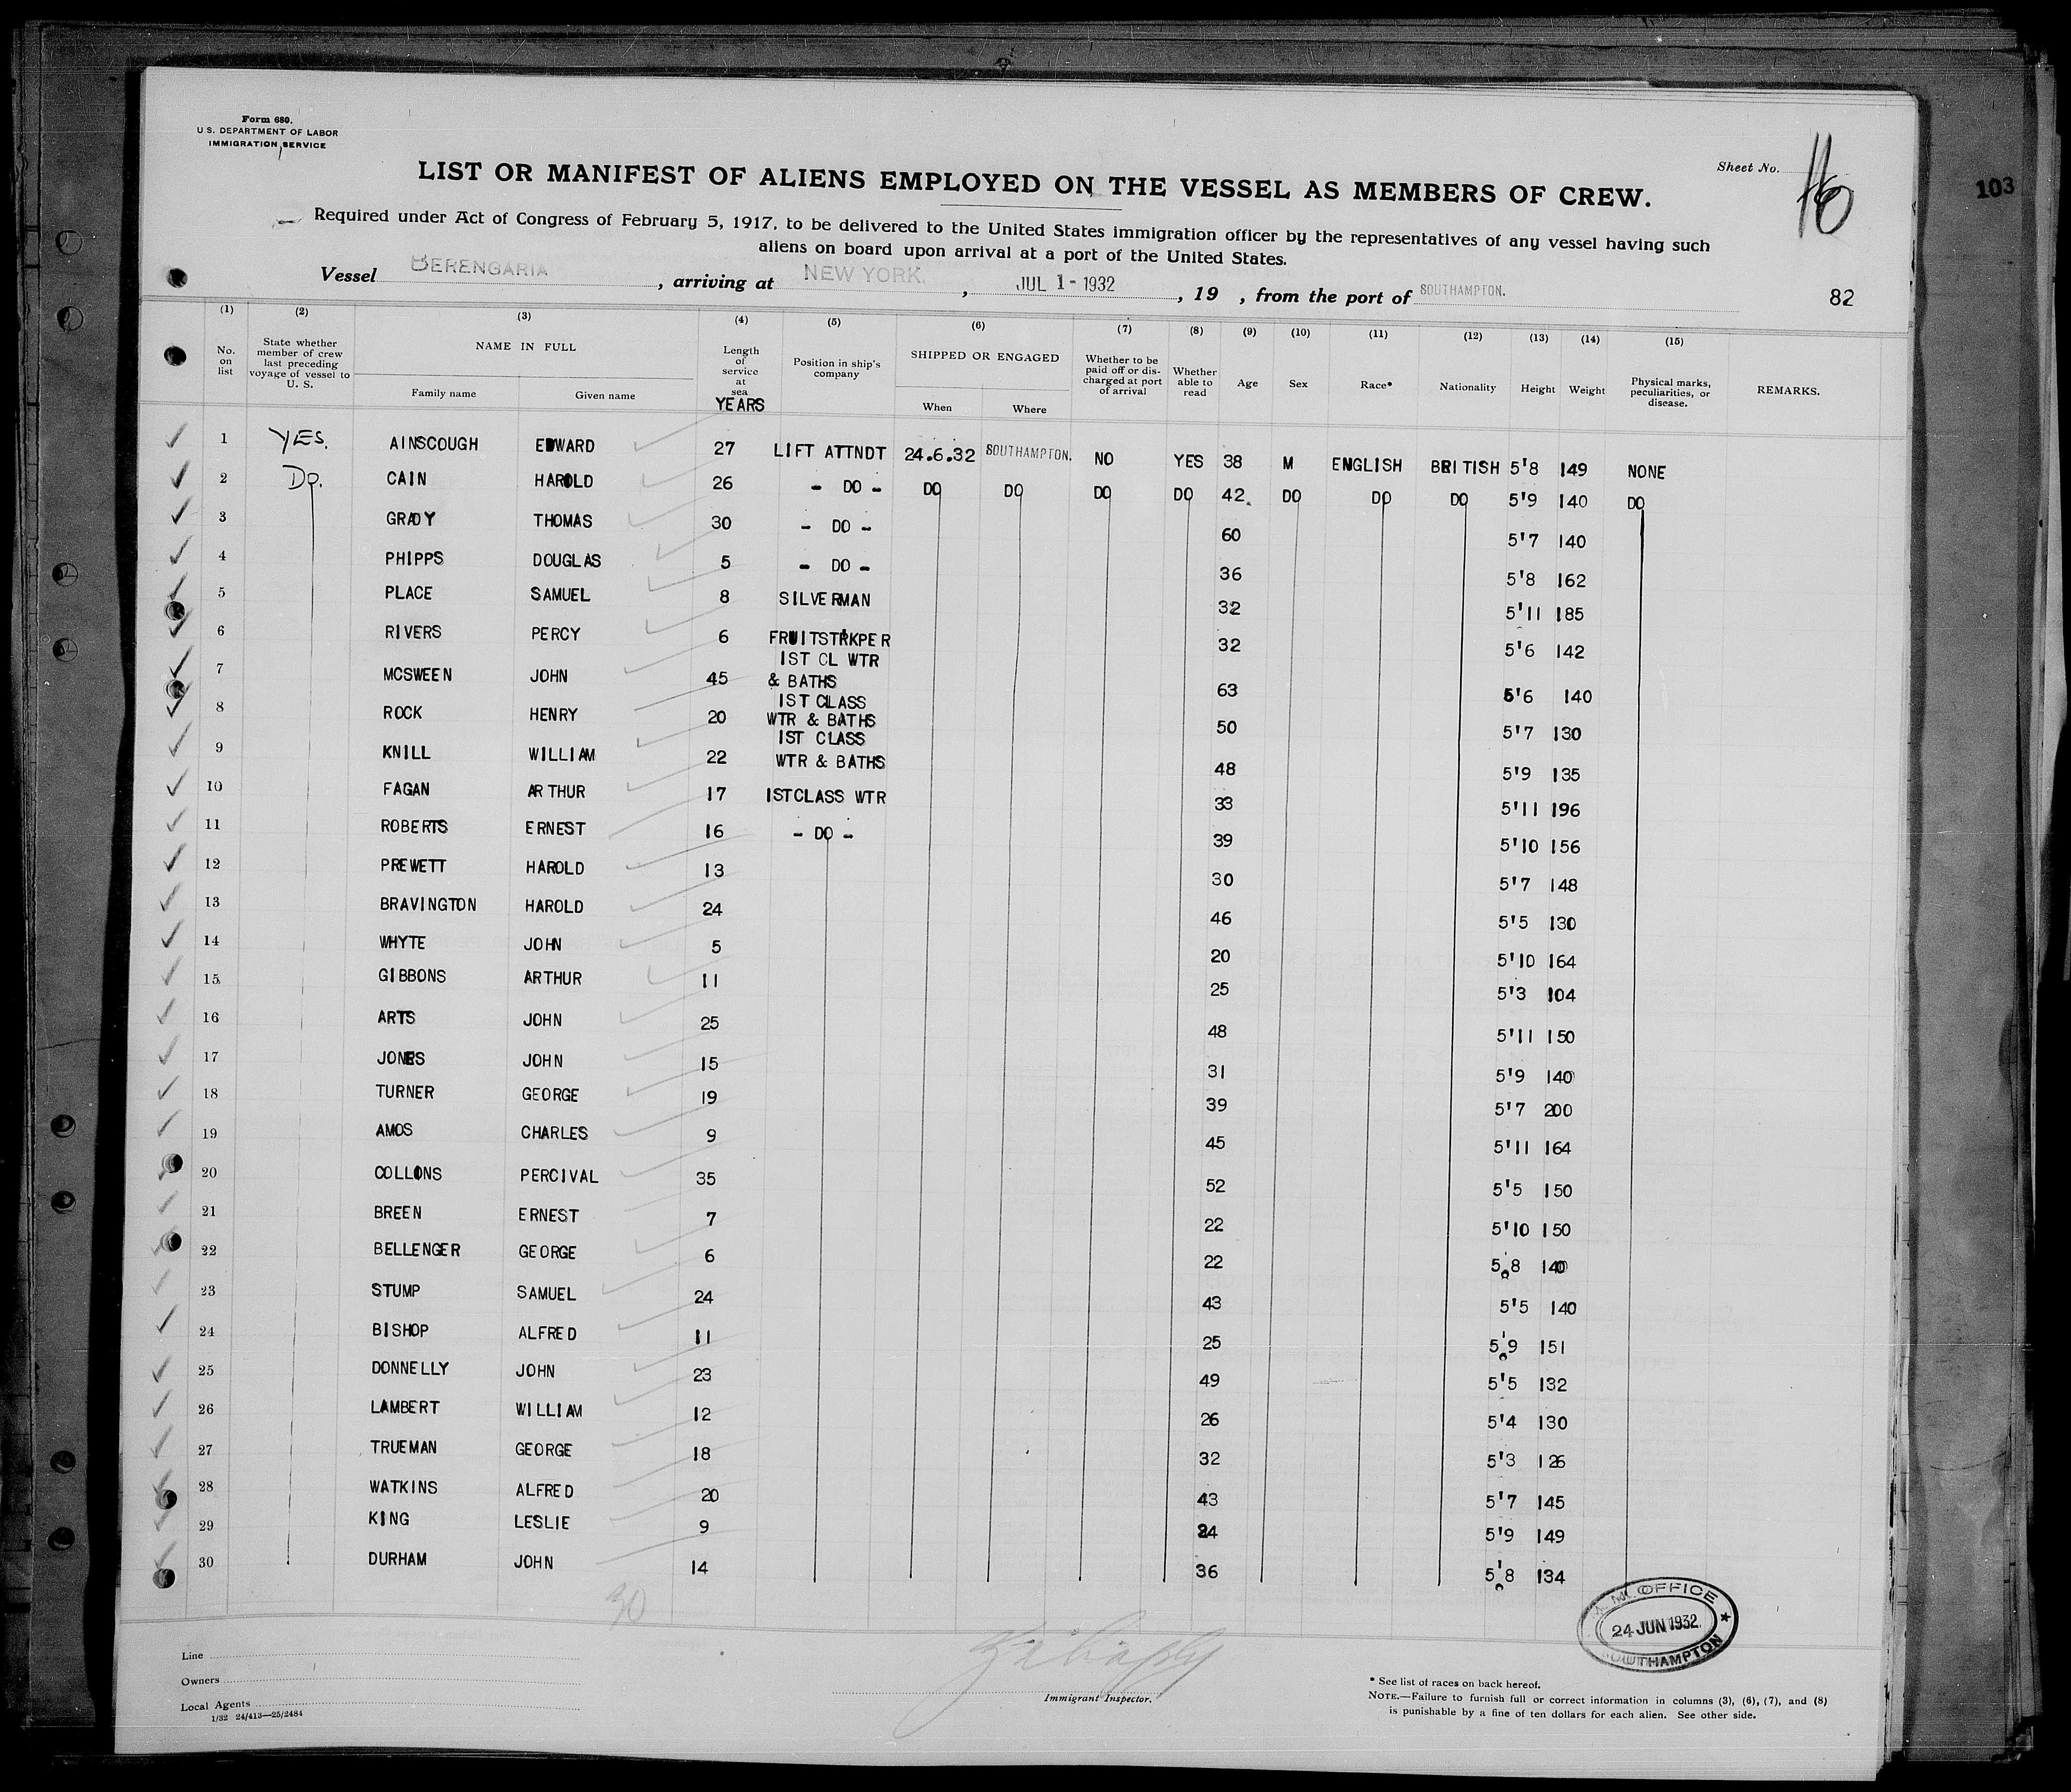 Form 680.
U.S. DEPARTMENT OF LABOR
IMMIGRATION SERVICE
Sheet No. 16
103
LIST OR MANIFEST OF ALIENS EMPLOYED ON THE VESSEL AS MEMBERS OF CREW.
Required under Act of Congress of February 5, 1917, to be delivered to the United States immigration officer by the representatives of any vessel having such
aliens on board upon arrival at a port of the United States.
Vessel BERENGARIA, arriving at NEW YORK., JUL 1-1932, 19 , from the port of SOUTHAMPTON. 82
(1) (2) (3) (4) (5) (6) (7) (8) (9) (10) (11) (12) (13) (14) (15)
No. on list State whether member of crew last preceding voyage of vessel to U. S. NAME IN FULL Family name Given name Length of service at sea YEARS Position in ship's company SHIPPED OR ENGAGED When Where Whether to be paid off or discharged at port of arrival Whether able to read Age Sex Race* Nationality Height Weight Physical marks, peculiarities, or disease. REMARKS.
1 YES. AINSCOUGH EDWARD 27 LIFT ATTNDT 24.6.32 SOUTHAMPTON. NO YES 38 M ENGLISH BRITISH 5'8 149 NONE
2 Do. CAIN HAROLD 26 - DO - DO DO DO DO 42. DO DO DO 5'9 140 DO
3 GRADY THOMAS 30 - DO - 60 5'7 140
4 PHIPPS DOUGLAS 5 - DO - 36 5'8 162
5 PLACE SAMUEL 8 SILVERMAN 32 5'11 185
6 RIVERS PERCY 6 FRUITSTRKPER 32 5'6 142
7 MCSWEEN JOHN 45 1ST CL WTR & BATHS 63 5'6 140
8 ROCK HENRY 20 1ST CLASS WTR & BATHS 50 5'7 130
9 KNILL WILLIAM 22 1ST CLASS WTR & BATHS 48 5'9 135
10 FAGAN ARTHUR 17 1STCLASS WTR 33 5'11 196
11 ROBERTS ERNEST 16 - DO - 39 5'10 156
12 PREWETT HAROLD 13 30 5'7 148
13 BRAVINGTON HAROLD 24 46 5'5 130
14 WHYTE JOHN 5 20 5'10 164
15 GIBBONS ARTHUR 11 25 5'3 104
16 ARTS JOHN 25 48 5'11 150
17 JONES JOHN 15 31 5'9 140
18 TURNER GEORGE 19 39 5'7 200
19 AMOS CHARLES 9 45 5'11 164
20 COLLONS PERCIVAL 35 52 5'5 150
21 BREEN ERNEST 7 22 5'10 150
22 BELLENGER GEORGE 6 22 5'8 140
23 STUMP SAMUEL 24 43 5'5 140
24 BISHOP ALFRED 11 25 5'9 151
25 DONNELLY JOHN 23 49 5'5 132
26 LAMBERT WILLIAM 12 26 5'4 130
27 TRUEMAN GEORGE 18 32 5'3 126
28 WATKINS ALFRED 20 43 5'7 145
29 KING LESLIE 9 24 5'9 149
30 DURHAM JOHN 14 36 5'8 134
30
M.M. OFFICE
24 JUN 1932
SOUTHAMPTON
Line
Owners
Local Agents
1/32 24/413—25/2484
Immigrant Inspector.
* See list of races on back hereof.
NOTE.—Failure to furnish full or correct information in columns (3), (6), (7), and (8)
is punishable by a fine of ten dollars for each alien. See other side.